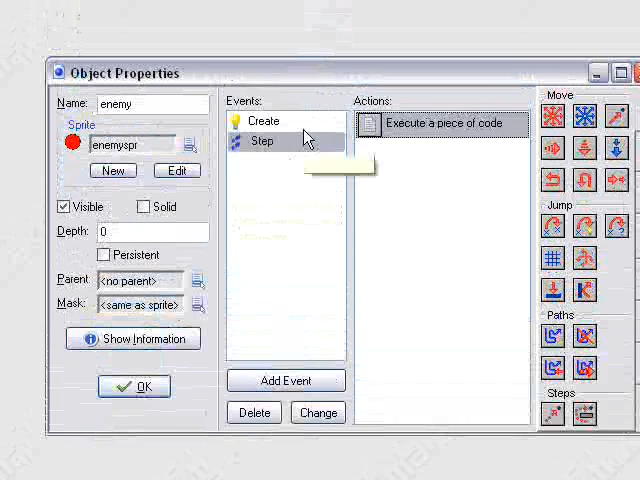 Object Properties
Name: enemy
Sprite
enemyspr
New Edit
Visible Solid
Depth: 0
Persistent
Parent <no parent>
Mask: <same as sprite>
Show Information
OK
Events:
Create
Step
Add Event
Delete Change
Actions:
Execute a piece of code
Move
Jump
Paths
Steps